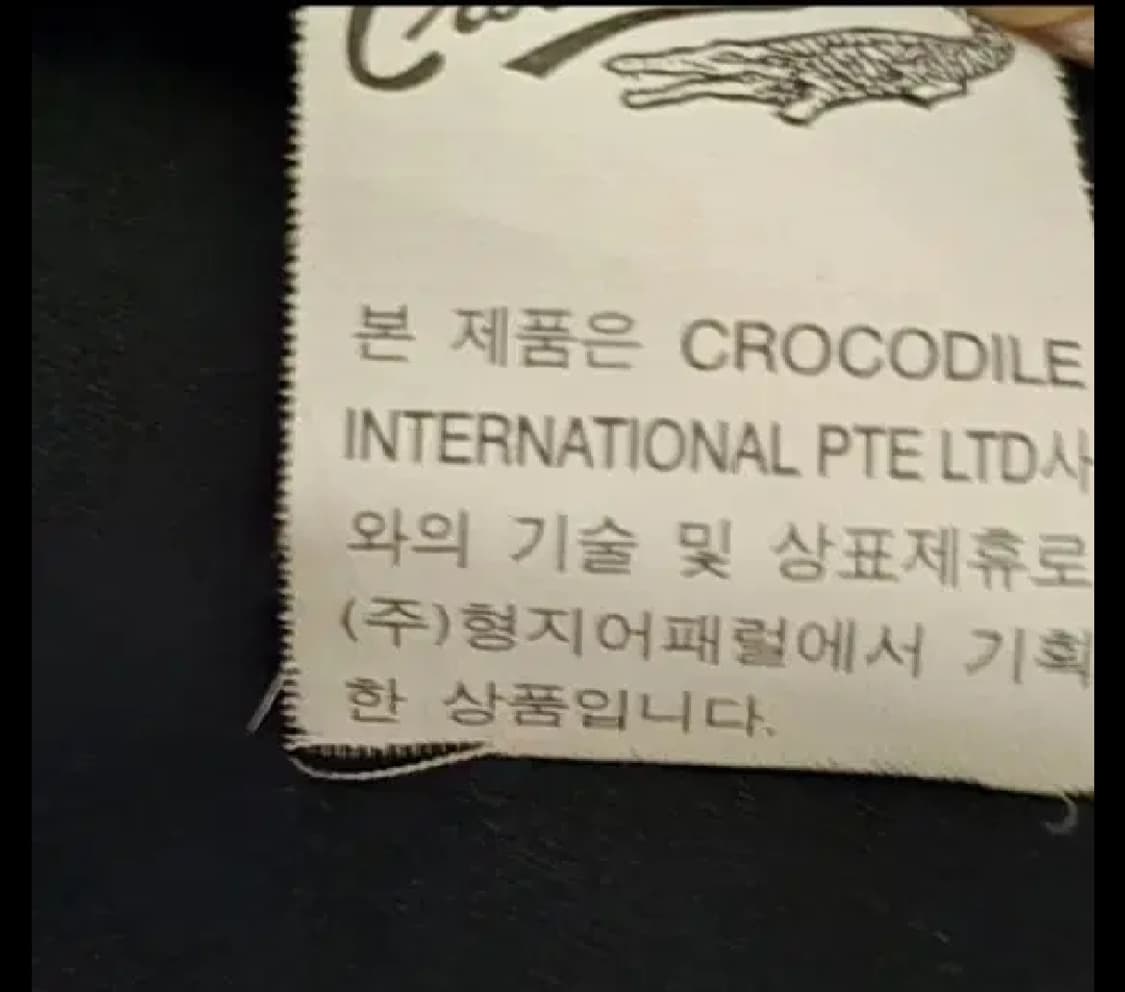 본 제품은 CROCODILE
INTERNATIONAL PTE LTD사
와의 기술 및 상표제휴로
(주)형지어패럴에서 기획
한 상품입니다.